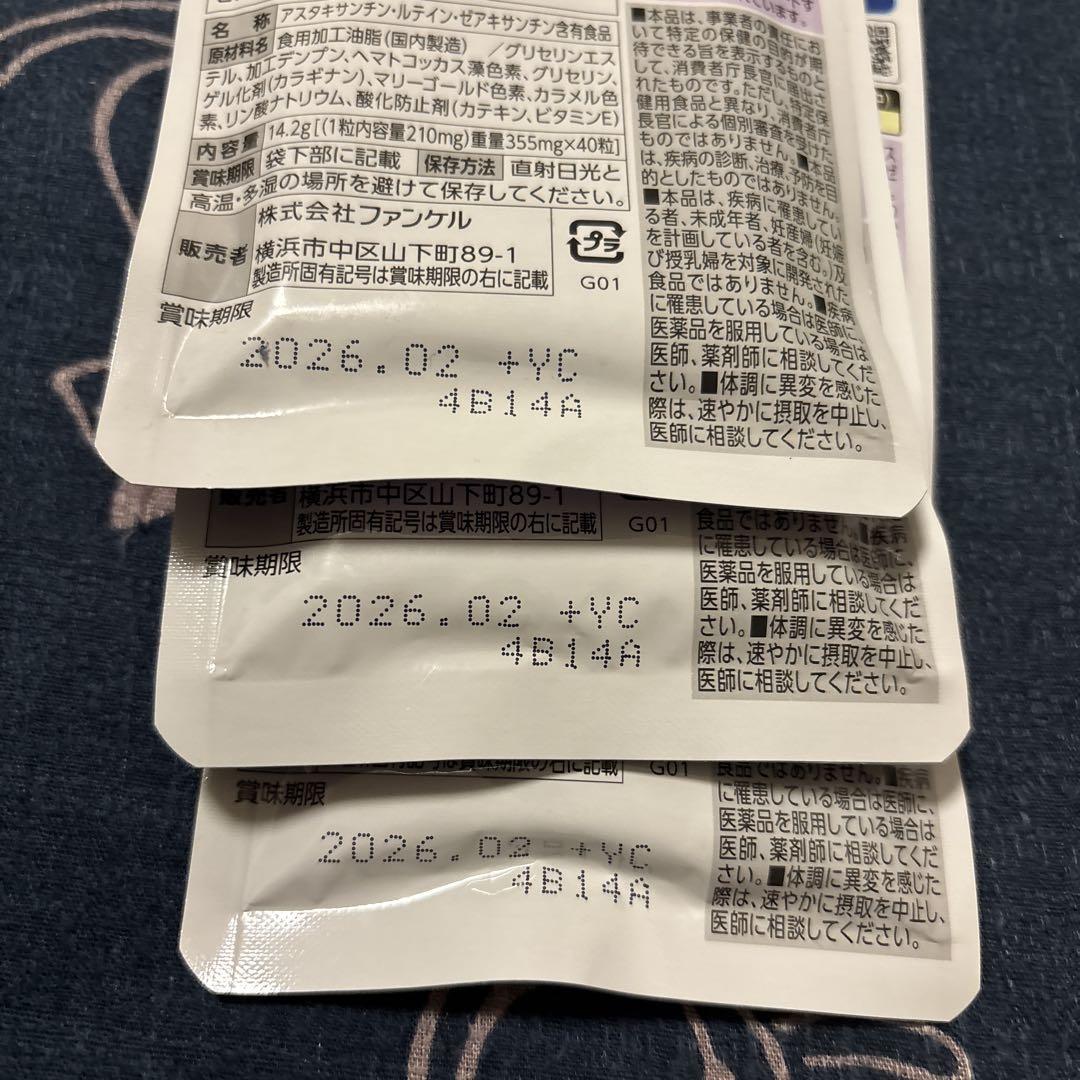 名称 アスタキサンチン・ルテイン・ゼアキサンチン含有食品
原材料名 食用加工油脂(国内製造) /グリセリンエス
テル、加工デンプン、ヘマトコッカス藻色素、グリセリン、
ゲル化剤(カラギナン)、マリーゴールド色素、カラメル色
素、リン酸ナトリウム、酸化防止剤(カテキン、ビタミンE)
内容量 14.2g[(1粒内容量210mg)重量355mg×40粒]
賞味期限 袋下部に記載 保存方法 直射日光と
高温・多湿の場所を避けて保存してください。
販売者 株式会社ファンケル
横浜市中区山下町89-1
製造所固有記号は賞味期限の右に記載
プラ
G01
賞味期限
2026.02 +YC
4B14A
■本品は、事業者の責任にお
いて特定の保健の目的が期
待できる旨を表示するものと
して、消費者庁長官に届出さ
れたものです。ただし、特定保
健用食品と異なり、消費者庁
長官による個別審査を受けた
ものではありません。■本品
は、疾病の診断、治療、予防を目
的としたものではありません。
■本品は、疾病に罹患してい
る者、未成年者、妊産婦(妊娠
を計画している者を含む。)及
び授乳婦を対象に開発された
食品ではありません。■疾病
に罹患している場合は医師に、
医薬品を服用している場合は
医師、薬剤師に相談してくだ
さい。■体調に異変を感じた
際は、速やかに摂取を中止し、
医師に相談してください。
販売者 横浜市中区山下町89-1
製造所固有記号は賞味期限の右に記載
G01
賞味期限
2026.02 +YC
4B14A
食品ではありません。■疾病
に罹患している場合は医師に、
医薬品を服用している場合は
医師、薬剤師に相談してくだ
さい。■体調に異変を感じた
際は、速やかに摂取を中止し、
医師に相談してください。
は賞味期限の右に記載
G01
賞味期限
2026.02 +YC
4B14A
食品ではありません。■疾病
に罹患している場合は医師に、
医薬品を服用している場合は
医師、薬剤師に相談してくだ
さい。■体調に異変を感じた
際は、速やかに摂取を中止し、
医師に相談してください。